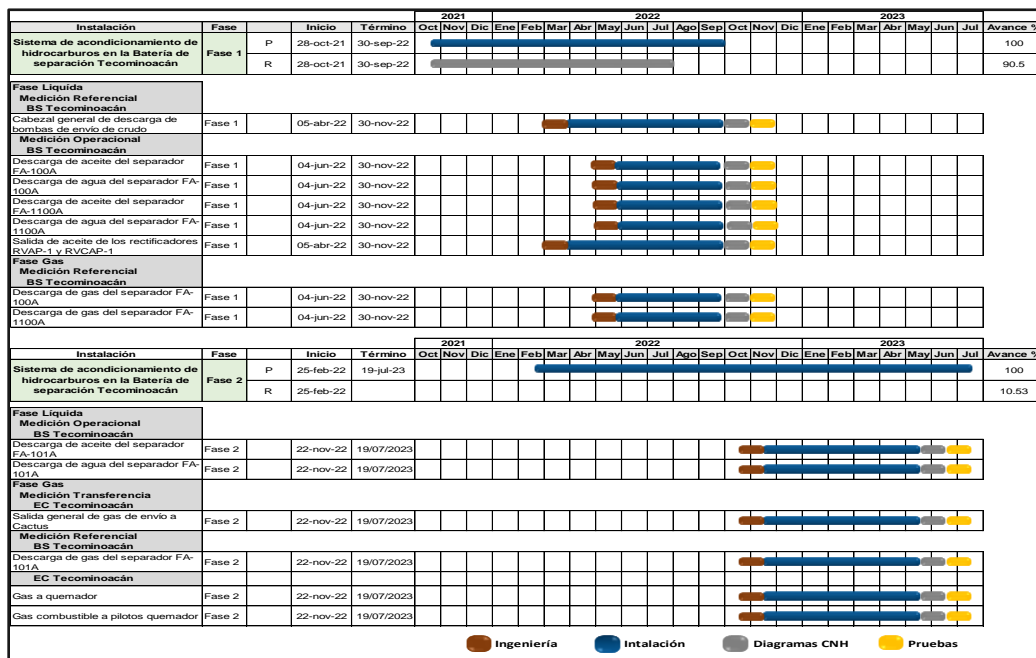 2021 2022 2023
Instalación Fase Inicio Término Oct Nov Dic Ene Feb Mar Abr May Jun Jul Ago Sep Oct Nov Dic Ene Feb Mar Abr May Jun Jul Avance %
Sistema de acondicionamiento de
hidrocarburos en la Batería de
separación Tecominoacán
Fase 1
P 28-oct-21 30-sep-22 100
R 28-oct-21 30-sep-22 90.5
Fase Liquída
Medición Referencial
BS Tecominoacán
Cabezal general de descarga de
bombas de envío de crudo Fase 1 05-abr-22 30-nov-22
Medición Operacional
BS Tecominoacán
Descarga de aceite del separador
FA-100A Fase 1 04-jun-22 30-nov-22
Descarga de agua del separador FA-
100A Fase 1 04-jun-22 30-nov-22
Descarga de aceite del separador
FA-1100A Fase 1 04-jun-22 30-nov-22
Descarga de agua del separador FA-
1100A Fase 1 04-jun-22 30-nov-22
Salida de aceite de los rectificadores
RVAP-1 y RVCAP-1 Fase 1 05-abr-22 30-nov-22
Fase Gas
Medición Referencial
BS Tecominoacán
Descarga de gas del separador FA-
100A Fase 1 04-jun-22 30-nov-22
Descarga de gas del separador FA-
1100A Fase 1 04-jun-22 30-nov-22
2021 2022 2023
Instalación Fase Inicio Término Oct Nov Dic Ene Feb Mar Abr May Jun Jul Ago Sep Oct Nov Dic Ene Feb Mar Abr May Jun Jul Avance %
Sistema de acondicionamiento de
hidrocarburos en la Batería de
separación Tecominoacán
Fase 2
P 25-feb-22 19-jul-23 100
R 25-feb-22 10.53
Fase Líquida
Medición Operacional
BS Tecominoacán
Descarga de aceite del separador
FA-101A Fase 2 22-nov-22 19/07/2023
Descarga de agua del separador FA-
101A Fase 2 22-nov-22 19/07/2023
Fase Gas
Medición Transferencia
EC Tecominoacán
Salida general de gas de envío a
Cactus Fase 2 22-nov-22 19/07/2023
Medición Referencial
BS Tecominoacán
Descarga de gas del separador FA-
101A Fase 2 22-nov-22 19/07/2023
EC Tecominoacán
Gas a quemador Fase 2 22-nov-22 19/07/2023
Gas combustible a pilotos quemador Fase 2 22-nov-22 19/07/2023
Ingeniería Intalación Diagramas CNH Pruebas